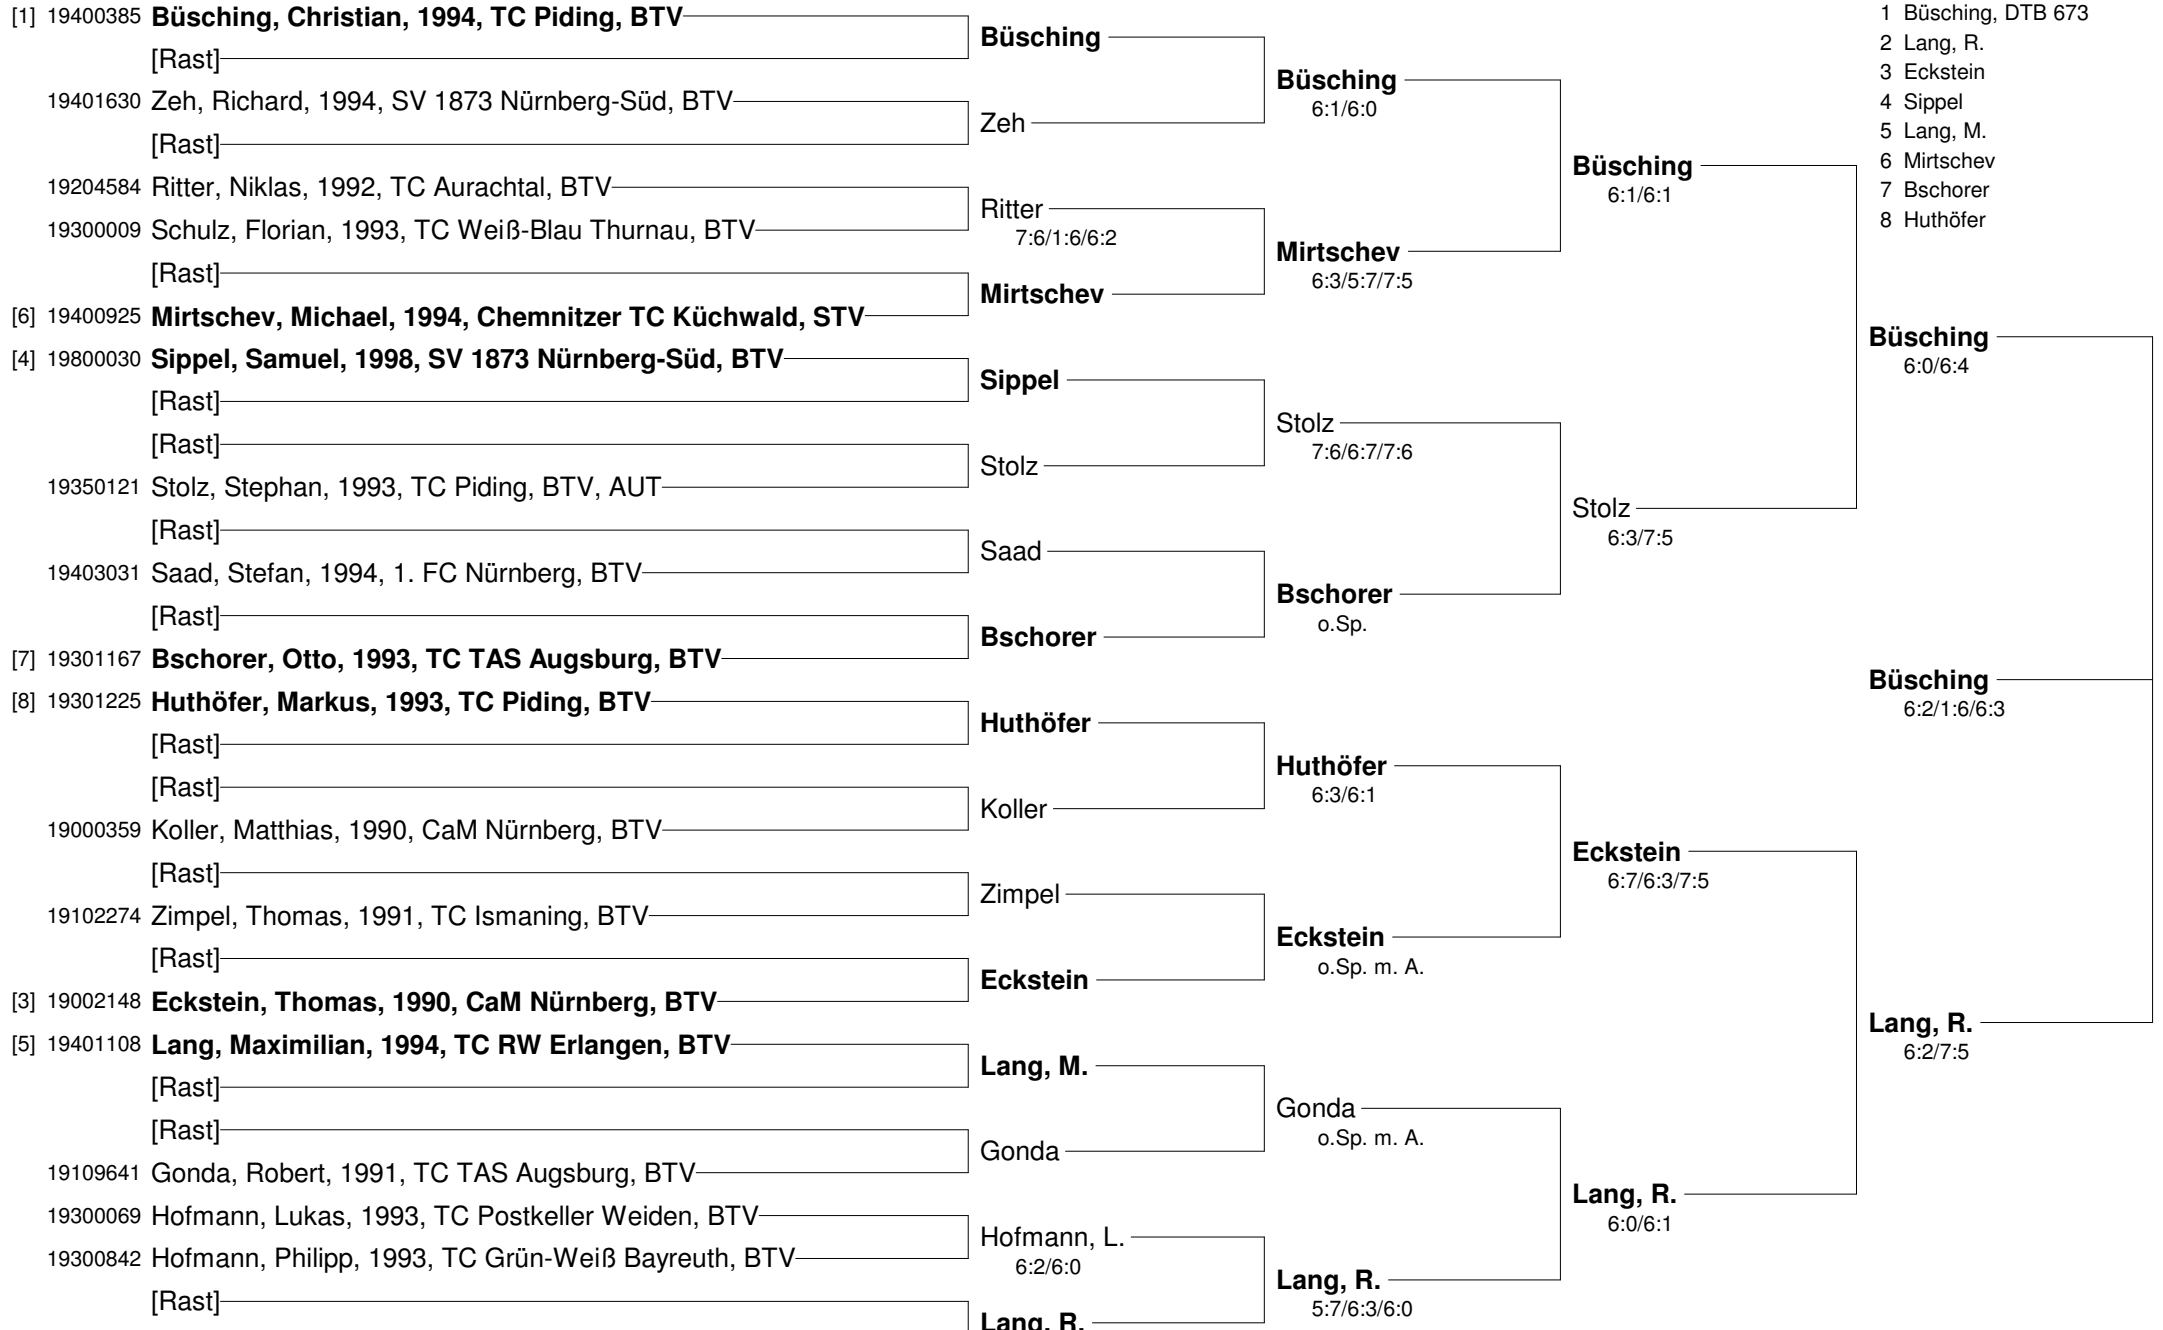 [1] 19400385 Büsching, Christian, 1994, TC Piding, BTV
[Rast]
19401630 Zeh, Richard, 1994, SV 1873 Nürnberg-Süd, BTV
[Rast]
19204584 Ritter, Niklas, 1992, TC Aurachtal, BTV
19300009 Schulz, Florian, 1993, TC Weiß-Blau Thurnau, BTV
[Rast]
[6] 19400925 Mirtschev, Michael, 1994, Chemnitzer TC Küchwald, STV
[4] 19800030 Sippel, Samuel, 1998, SV 1873 Nürnberg-Süd, BTV
[Rast]
[Rast]
19350121 Stolz, Stephan, 1993, TC Piding, BTV, AUT
[Rast]
19403031 Saad, Stefan, 1994, 1. FC Nürnberg, BTV
[Rast]
[7] 19301167 Bschorer, Otto, 1993, TC TAS Augsburg, BTV
[8] 19301225 Huthöfer, Markus, 1993, TC Piding, BTV
[Rast]
[Rast]
19000359 Koller, Matthias, 1990, CaM Nürnberg, BTV
[Rast]
19102274 Zimpel, Thomas, 1991, TC Ismaning, BTV
[Rast]
[3] 19002148 Eckstein, Thomas, 1990, CaM Nürnberg, BTV
[5] 19401108 Lang, Maximilian, 1994, TC RW Erlangen, BTV
[Rast]
[Rast]
19109641 Gonda, Robert, 1991, TC TAS Augsburg, BTV
19300069 Hofmann, Lukas, 1993, TC Postkeller Weiden, BTV
19300842 Hofmann, Philipp, 1993, TC Grün-Weiß Bayreuth, BTV
[Rast]
Büsching
Zeh
Ritter
7:6/1:6/6:2
Mirtschev
Sippel
Stolz
Saad
Bschorer
Huthöfer
Koller
Zimpel
Eckstein
Lang, M.
Gonda
Hofmann, L.
6:2/6:0
Lang, R.
Büsching
6:1/6:0
Mirtschev
6:3/5:7/7:5
Stolz
7:6/6:7/7:6
Bschorer
o.Sp.
Huthöfer
6:3/6:1
Eckstein
o.Sp. m. A.
Gonda
o.Sp. m. A.
Lang, R.
5:7/6:3/6:0
Büsching
6:1/6:1
Stolz
6:3/7:5
Eckstein
6:7/6:3/7:5
Lang, R.
6:0/6:1
1 Büsching, DTB 673
2 Lang, R.
3 Eckstein
4 Sippel
5 Lang, M.
6 Mirtschev
7 Bschorer
8 Huthöfer
Büsching
6:0/6:4
Büsching
6:2/1:6/6:3
Lang, R.
6:2/7:5